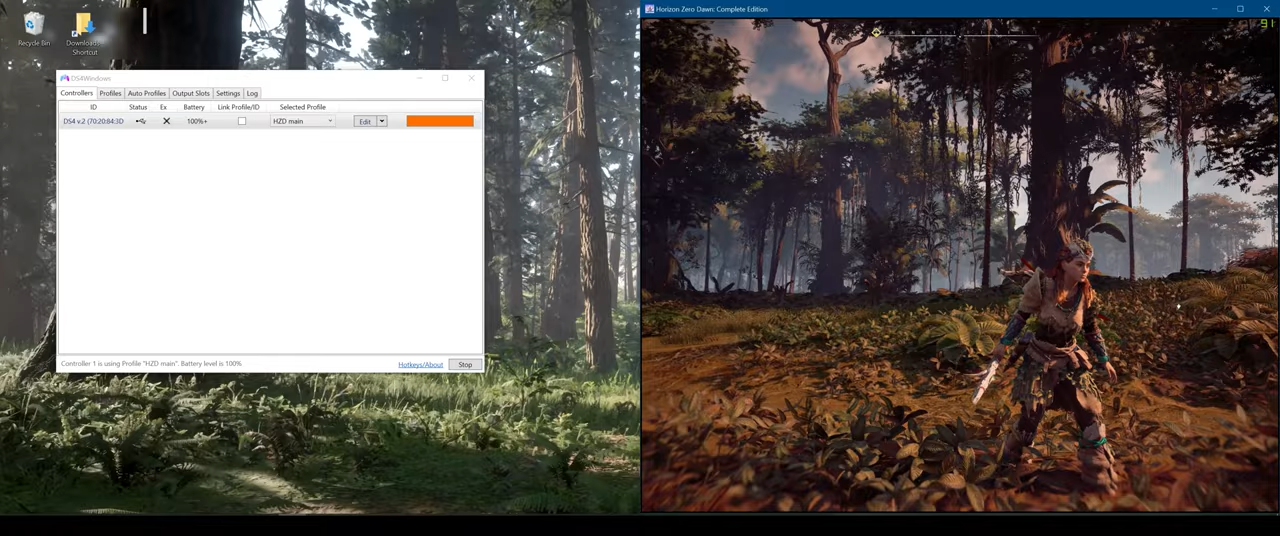 Recycle Bin
Download
Shortcut
DS4Windows
Controllers Profiles Auto Profiles Output Slots Settings Log
ID Status Ex Battery Link Profile/ID Selected Profile
DS4 v.2 (70:20:84:3D 100%+ HZD main Edit
Controller 1 is using Profile "HZD main". Battery level is 100%
Hotkeys/About Stop
Horizon Zero Dawn: Complete Edition
91
N